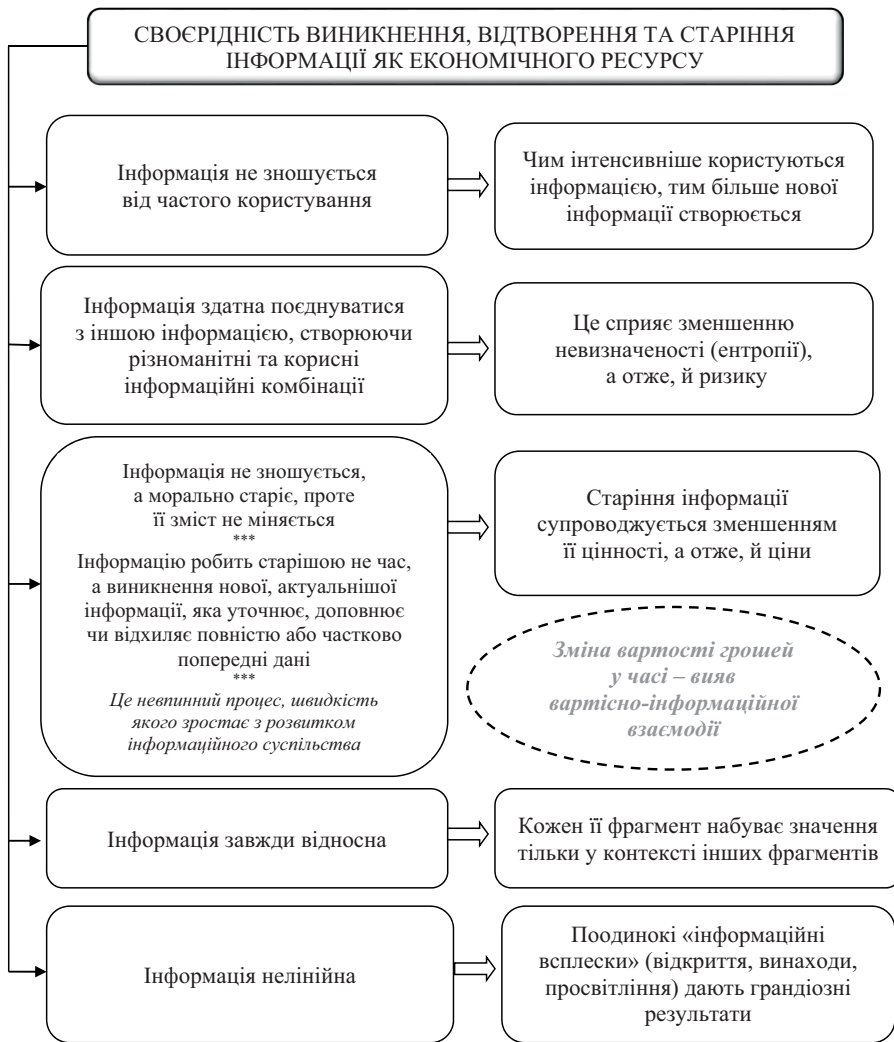 СВОЄРІДНІСТЬ ВИНИКНЕННЯ, ВІДТВОРЕННЯ ТА СТАРІННЯ
ІНФОРМАЦІЇ ЯК ЕКОНОМІЧНОГО РЕСУРСУ
Інформація не зношується
від частого користування
Чим інтенсивніше користуються
інформацією, тим більше нової
інформації створюється
Інформація здатна поєднуватися
з іншою інформацією, створюючи
різноманітні та корисні
інформаційні комбінації
Це сприяє зменшенню
невизначеності (ентропії),
а отже, й ризику
Інформація не зношується,
а морально старіє, проте
її зміст не міняється
***
Інформацію робить старішою не час,
а виникнення нової, актуальнішої
інформації, яка уточнює, доповнює
чи відхиляє повністю або частково
попередні дані
***
Це невпинний процес, швидкість
якого зростає з розвитком
інформаційного суспільства
Старіння інформації
супроводжується зменшенням
її цінності, а отже, й ціни
Зміна вартості грошей
у часі – вияв
вартісно-інформаційної
взаємодії
Інформація завжди відносна
Кожен її фрагмент набуває значення
тільки у контексті інших фрагментів
Інформація нелінійна
Поодинокі «інформаційні
всплески» (відкриття, винаходи,
просвітління) дають грандіозні
результати